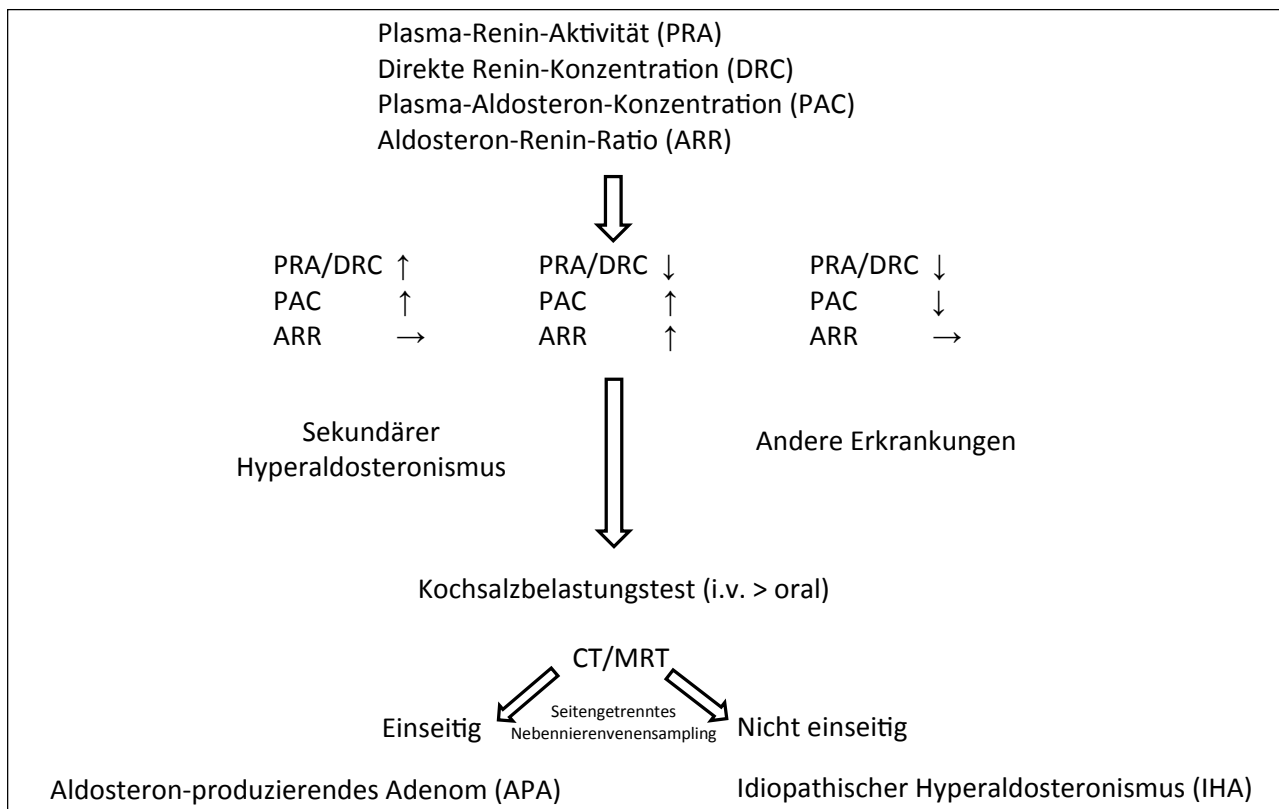 Plasma-Renin-Aktivität (PRA)
Direkte Renin-Konzentration (DRC)
Plasma-Aldosteron-Konzentration (PAC)
Aldosteron-Renin-Ratio (ARR)
PRA/DRC ↑
PAC ↑
ARR →
PRA/DRC ↓
PAC ↑
ARR ↑
PRA/DRC ↓
PAC ↓
ARR →
Sekundärer
Hyperaldosteronismus
Andere Erkrankungen
Kochsalzbelastungstest (i.v. > oral)
CT/MRT
Einseitig
Seitengetrenntes
Nebennierenvenensampling
Nicht einseitig
Aldosteron-produzierendes Adenom (APA)
Idiopathischer Hyperaldosteronismus (IHA)